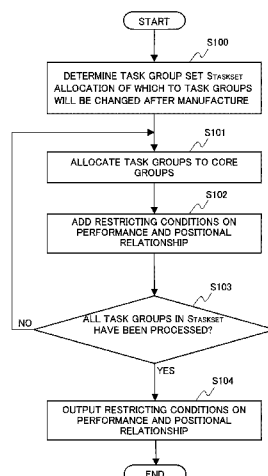 START
S100
DETERMINE TASK GROUP SET STASKSET
ALLOCATION OF WHICH TO TASK GROUPS
WILL BE CHANGED AFTER MANUFACTURE
S101
ALLOCATE TASK GROUPS TO CORE
GROUPS
S102
ADD RESTRICTING CONDITIONS ON
PERFORMANCE AND POSITIONAL
RELATIONSHIP
S103
ALL TASK GROUPS IN STASKSET
HAVE BEEN PROCESSED?
NO
YES
S104
OUTPUT RESTRICTING CONDITIONS ON
PERFORMANCE AND POSITIONAL
RELATIONSHIP
END